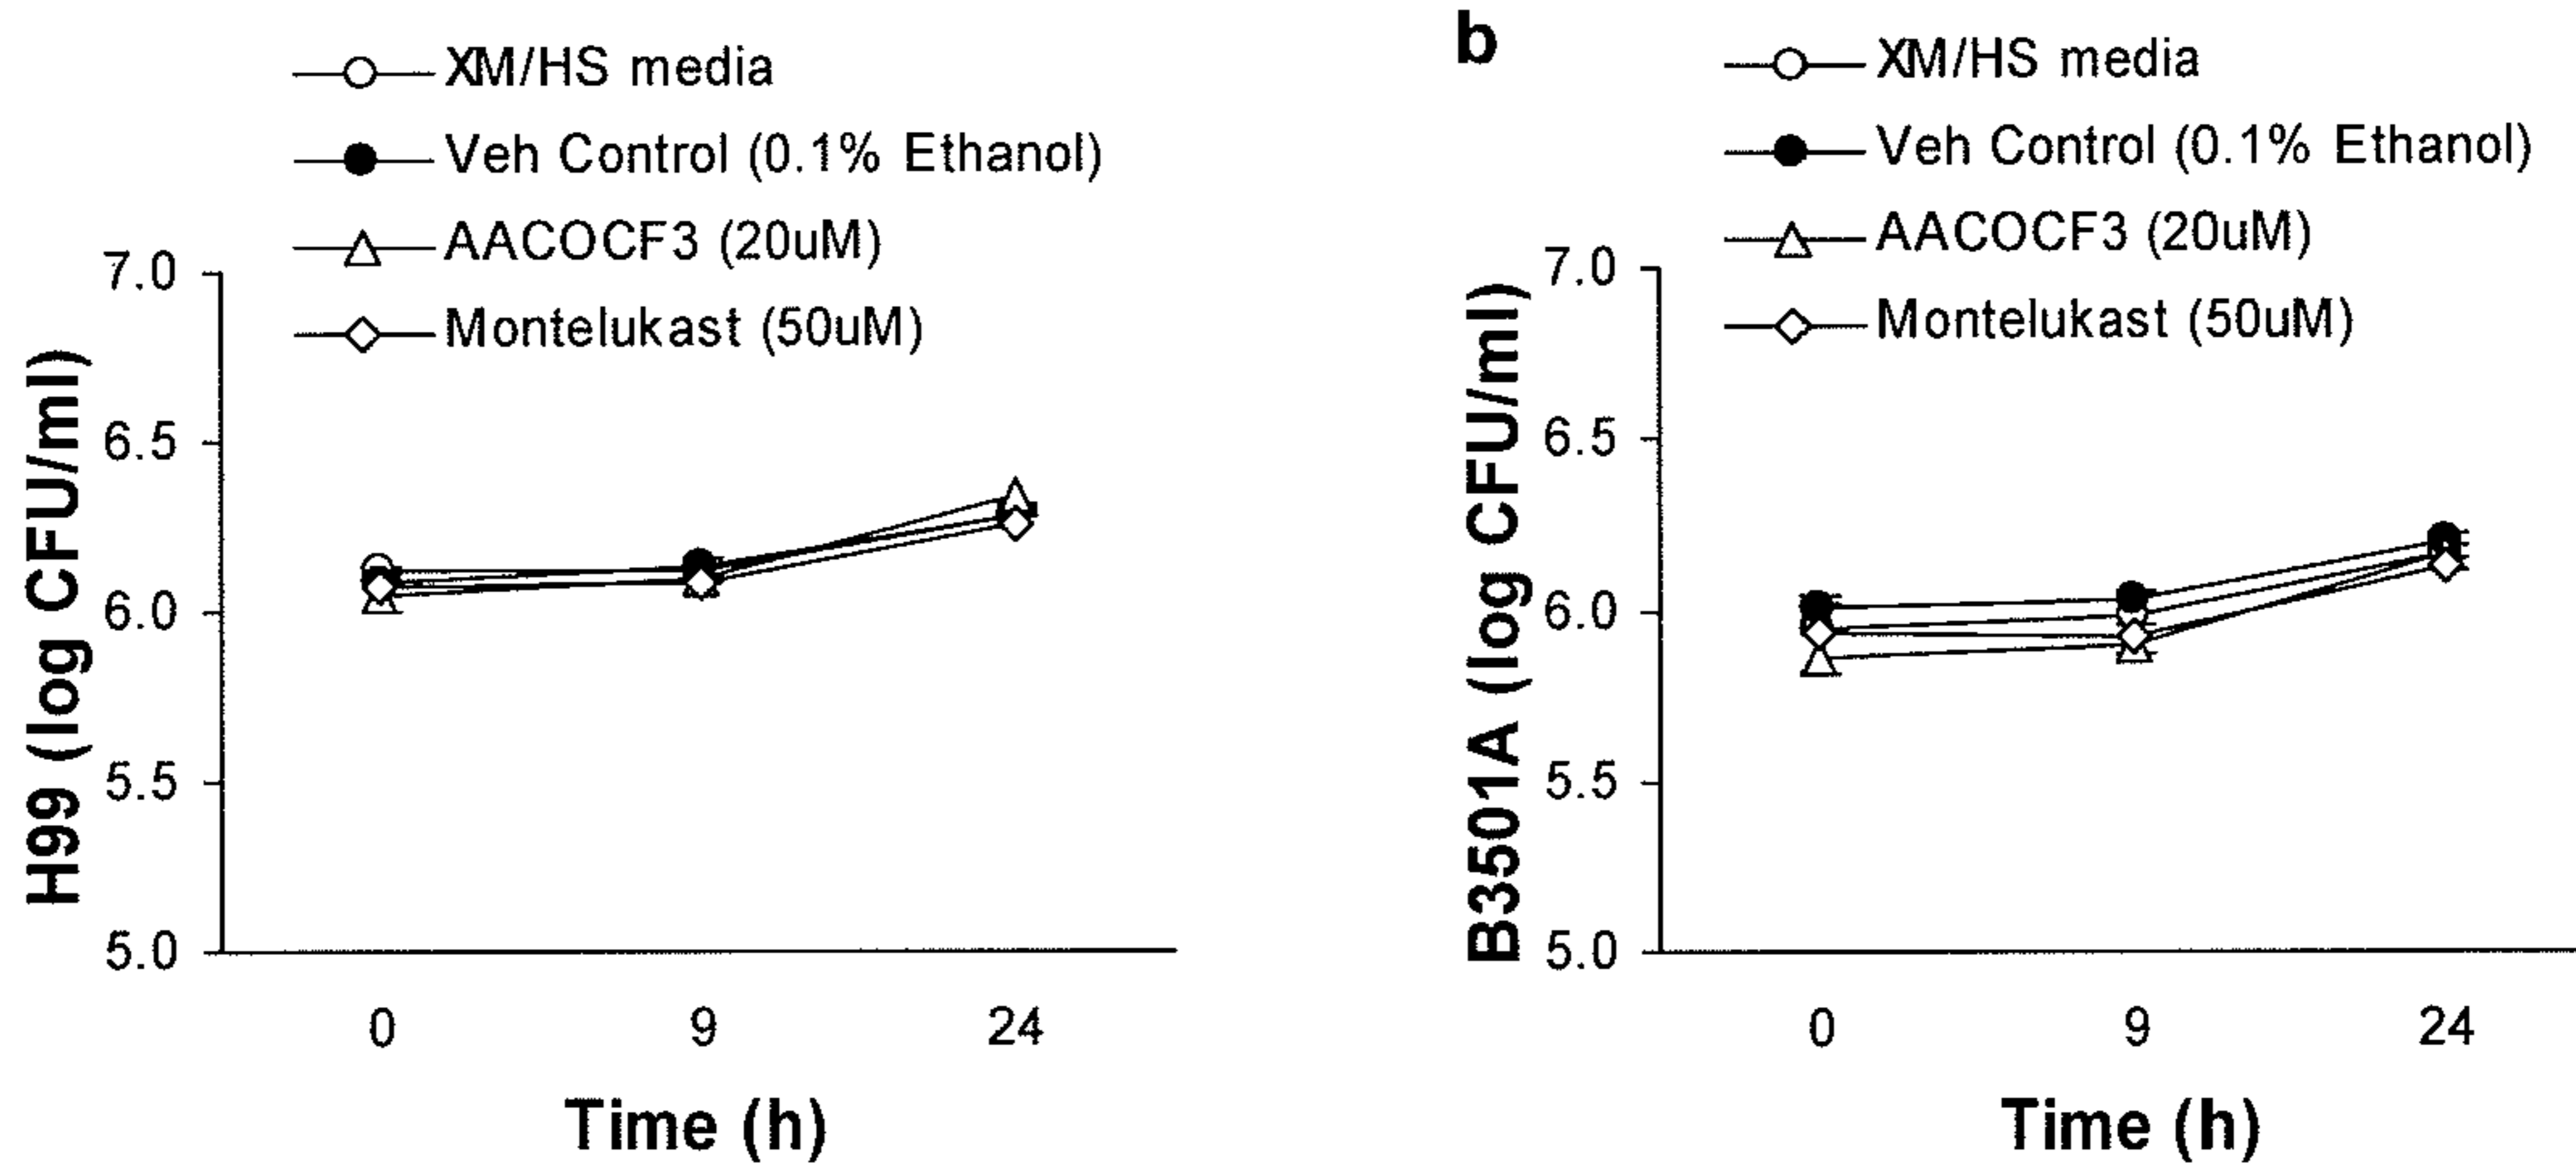 XM/HS media
Veh Control (0.1% Ethanol)
AACOCF3 (20uM)
Montelukast (50uM)
H99 (log CFU/ml)
7.0
6.5
6.0
5.5
5.0
0 9 24
Time (h)
b
XM/HS media
Veh Control (0.1% Ethanol)
AACOCF3 (20uM)
Montelukast (50uM)
B3501A (log CFU/ml)
7.0
6.5
6.0
5.5
5.0
0 9 24
Time (h)